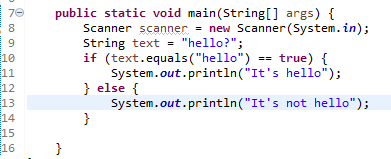 7 public static void main(String[] args) {
8 Scanner scanner = new Scanner(System.in);
9 String text = "hello?";
10 if (text.equals("hello") == true) {
11 System.out.println("It's hello");
12 } else {
13 System.out.println("It's not hello");
14 }
15
16 }